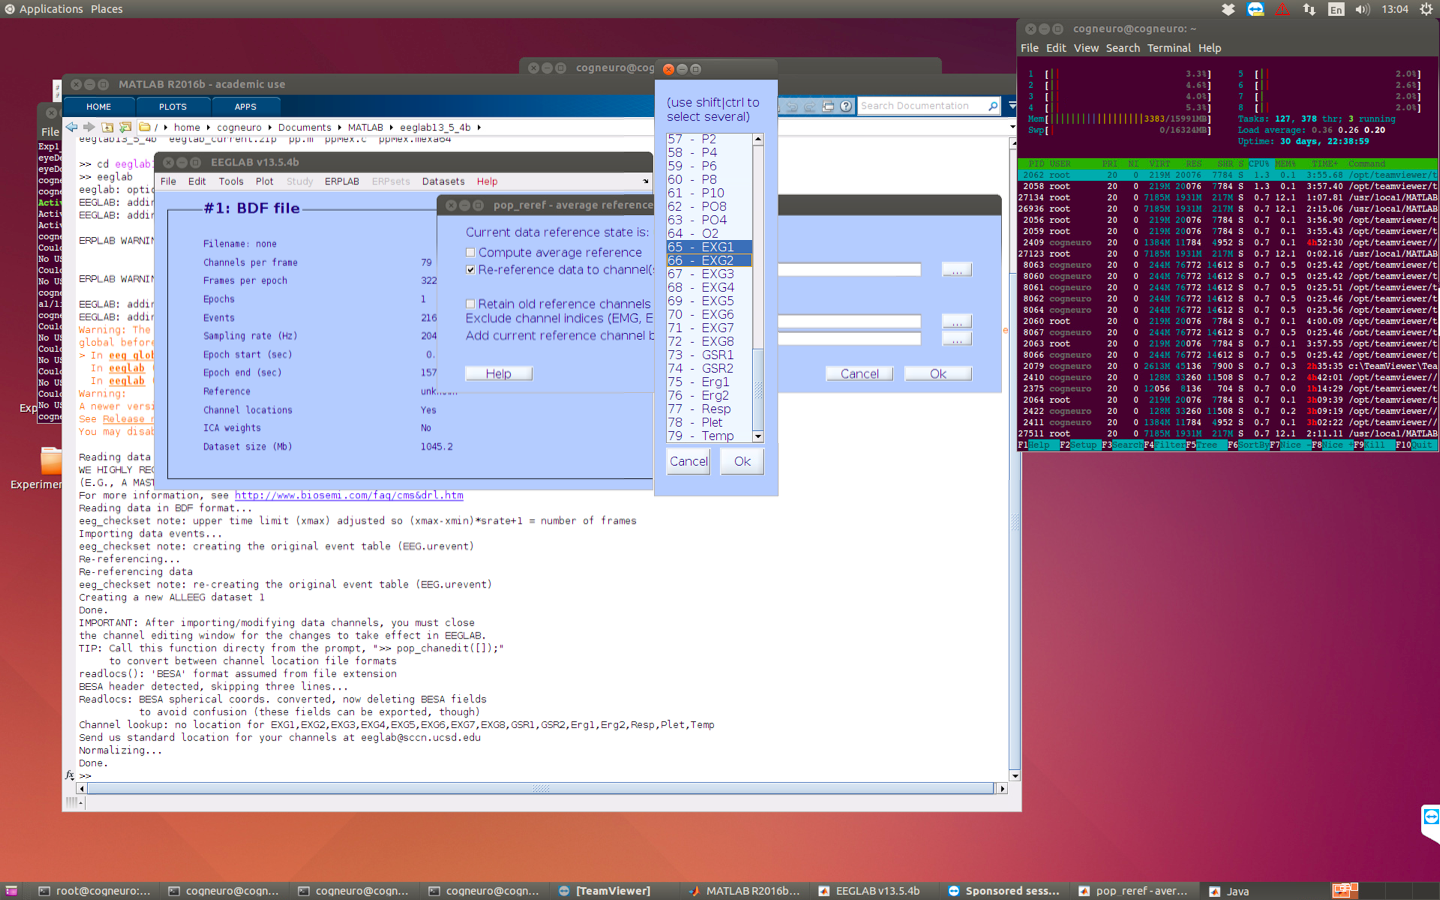 Applications Places
En 13:04
cogneuro@cogneuro: ~
File Edit View Search Terminal Help
1 [ 3.3%] 5 [ 2.0%]
2 [ 4.6%] 6 [ 2.6%]
3 [ 4.0%] 7 [ 2.0%]
4 [ 5.3%] 8 [ 2.0%]
Mem[ 3383/15991MB] Tasks: 127, 378 thr; 3 running
Swp[ 0/16324MB] Load average: 0.36 0.26 0.20
Uptime: 30 days, 22:38:59
PID USER PRI NI VIRT RES SHR S CPU% MEM% TIME+ Command
2062 root 20 0 219M 20076 7784 S 1.3 0.1 3:55.68 /opt/teamviewer/t
2058 root 20 0 219M 20076 7784 S 1.3 0.1 3:57.40 /opt/teamviewer/t
27134 root 20 0 7185M 1931M 217M S 0.7 12.1 1:07.81 /usr/local/MATLAB
26936 root 20 0 7185M 1931M 217M S 0.7 12.1 2:15.06 /usr/local/MATLAB
2056 root 20 0 219M 20076 7784 S 0.7 0.1 3:56.90 /opt/teamviewer/t
2059 root 20 0 219M 20076 7784 S 0.7 0.1 3:55.43 /opt/teamviewer/t
2409 cogneuro 20 0 1384M 11784 4952 S 0.7 0.1 4h52:30 /opt/teamviewer//
27123 root 20 0 7185M 1931M 217M S 0.7 12.1 0:02.16 /usr/local/MATLAB
8063 cogneuro 20 0 244M 76772 14612 S 0.7 0.5 0:25.42 /opt/teamviewer/t
8060 cogneuro 20 0 244M 76772 14612 S 0.7 0.5 0:25.42 /opt/teamviewer/t
8061 cogneuro 20 0 244M 76772 14612 S 0.7 0.5 0:25.51 /opt/teamviewer/t
8062 cogneuro 20 0 244M 76772 14612 S 0.7 0.5 0:25.46 /opt/teamviewer/t
8064 cogneuro 20 0 244M 76772 14612 S 0.7 0.5 0:25.56 /opt/teamviewer/t
2060 root 20 0 219M 20076 7784 S 0.7 0.1 4:00.09 /opt/teamviewer/t
8067 cogneuro 20 0 244M 76772 14612 S 0.7 0.5 0:25.46 /opt/teamviewer/t
2063 root 20 0 219M 20076 7784 S 0.7 0.1 3:57.55 /opt/teamviewer/t
8066 cogneuro 20 0 244M 76772 14612 S 0.7 0.5 0:25.42 /opt/teamviewer/t
2079 cogneuro 20 0 2613M 45136 7900 S 0.7 0.3 2h35:35 c:\TeamViewer\Tea
2410 cogneuro 20 0 128M 33260 11508 S 0.7 0.2 4h42:01 /opt/teamviewer/t
2375 cogneuro 20 0 12056 8136 704 S 0.7 0.0 1h14:29 /opt/teamviewer/t
2064 root 20 0 219M 20076 7784 S 0.7 0.1 3h09:39 /opt/teamviewer/t
2422 cogneuro 20 0 128M 33260 11508 S 0.7 0.2 3h09:19 /opt/teamviewer/t
2411 cogneuro 20 0 1384M 11784 4952 S 0.7 0.1 1h02:22 /opt/teamviewer//
27511 root 20 0 7185M 1931M 217M S 0.7 12.1 2:11.11 /usr/local/MATLAB
F1Help F2Setup F3Search F4Filter F5Tree F6SortBy F7Nice - F8Nice + F9Kill F10Quit
cogneuro@cog
MATLAB R2016b - academic use
HOME PLOTS APPS
Search Documentation
/ home cogneuro Documents MATLAB eeglab13_5_4b
eeglab13_5_4b eeglab_current.zip pp.m ppMex.c ppMex.mexa64
>> cd eeglab
>> eeglab
eeglab: optio
EEGLAB: addin
EEGLAB: addin
ERPLAB WARNIN
ERPLAB WARNIN
EEGLAB: addin
EEGLAB: addin
Warning: The
global before
> In eeg_glob
In eeglab (
In eeglab
Warning:
A newer versi
See Release n
You may disab
Reading data
WE HIGHLY REC
(E.G., A MAST
For more information, see http://www.biosemi.com/faq/cms&drl.htm
Reading data in BDF format...
eeg_checkset note: upper time limit (xmax) adjusted so (xmax-xmin)*srate+1 = number of frames
Importing data events...
eeg_checkset note: creating the original event table (EEG.urevent)
Re-referencing...
Re-referencing data
eeg_checkset note: re-creating the original event table (EEG.urevent)
Creating a new ALLEEG dataset 1
Done.
IMPORTANT: After importing/modifying data channels, you must close
the channel editing window for the changes to take effect in EEGLAB.
TIP: Call this function directy from the prompt, ">> pop_chanedit([]);"
to convert between channel location file formats
readlocs(): 'BESA' format assumed from file extension
BESA header detected, skipping three lines...
Readlocs: BESA spherical coords. converted, now deleting BESA fields
to avoid confusion (these fields can be exported, though)
Channel lookup: no location for EXG1,EXG2,EXG3,EXG4,EXG5,EXG6,EXG7,EXG8,GSR1,GSR2,Erg1,Erg2,Resp,Plet,Temp
Send us standard location for your channels at eeglab@sccn.ucsd.edu
Normalizing...
Done.
fx >>
File
Exp1_
eyeDe
eyeDe
cogne
cogne
Activ
Activ
Activ
cogne
Could
No US
No US
cogne
al/li
cogne
Could
No US
Could
No US
Could
No US
cogne
Exp
Experimer
EEGLAB v13.5.4b
File Edit Tools Plot Study ERPLAB ERPsets Datasets Help
#1: BDF file
Filename: none
Channels per frame 79
Frames per epoch 322
Epochs 1
Events 216
Sampling rate (Hz) 204
Epoch start (sec) 0.
Epoch end (sec) 157
Reference unknown
Channel locations Yes
ICA weights No
Dataset size (Mb) 1045.2
pop_reref - average reference
Current data reference state is:
Compute average reference
Re-reference data to channel(s
...
Retain old reference channels
Exclude channel indices (EMG, E
...
Add current reference channel b
...
Help Cancel Ok
(use shift|ctrl to
select several)
57 - P2
58 - P4
59 - P6
60 - P8
61 - P10
62 - PO8
63 - PO4
64 - O2
65 - EXG1
66 - EXG2
67 - EXG3
68 - EXG4
69 - EXG5
70 - EXG6
71 - EXG7
72 - EXG8
73 - GSR1
74 - GSR2
75 - Erg1
76 - Erg2
77 - Resp
78 - Plet
79 - Temp
Cancel Ok
root@cogneuro:... cogneuro@cogn... cogneuro@cogn... cogneuro@cogn... [TeamViewer] MATLAB R2016b... EEGLAB v13.5.4b Sponsored sess... pop_reref - aver... Java